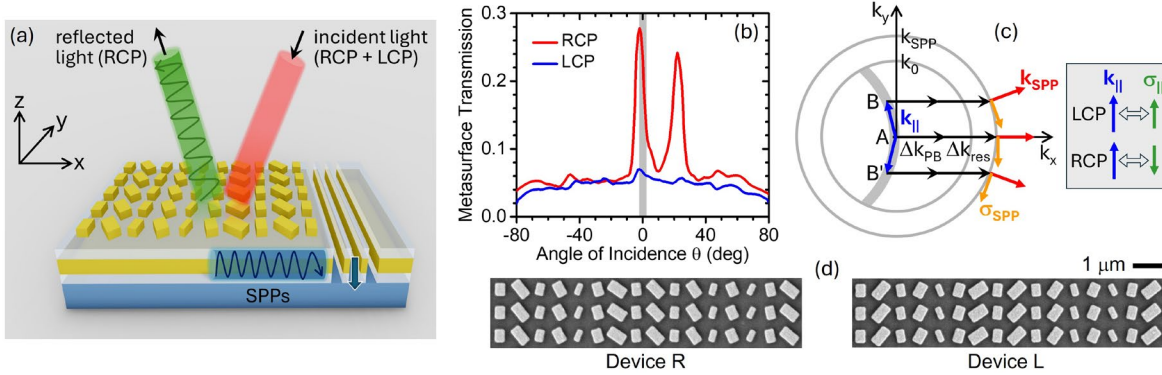 (a)
reflected
light (RCP)
incident light
(RCP + LCP)
z
y
x
SPPs
Metasurface Transmission
0.3
0.2
0.1
0.0
RCP
LCP
(b)
-80
-40
0
40
80
Angle of Incidence θ (deg)
k_y
k_SPP
k_0
(c)
B
A
B'
k_||
k_SPP
Δk_PB
Δk_res
k_x
σ_SPP
k_|| σ_||
LCP
RCP
(d)
1 μm
Device R
Device L